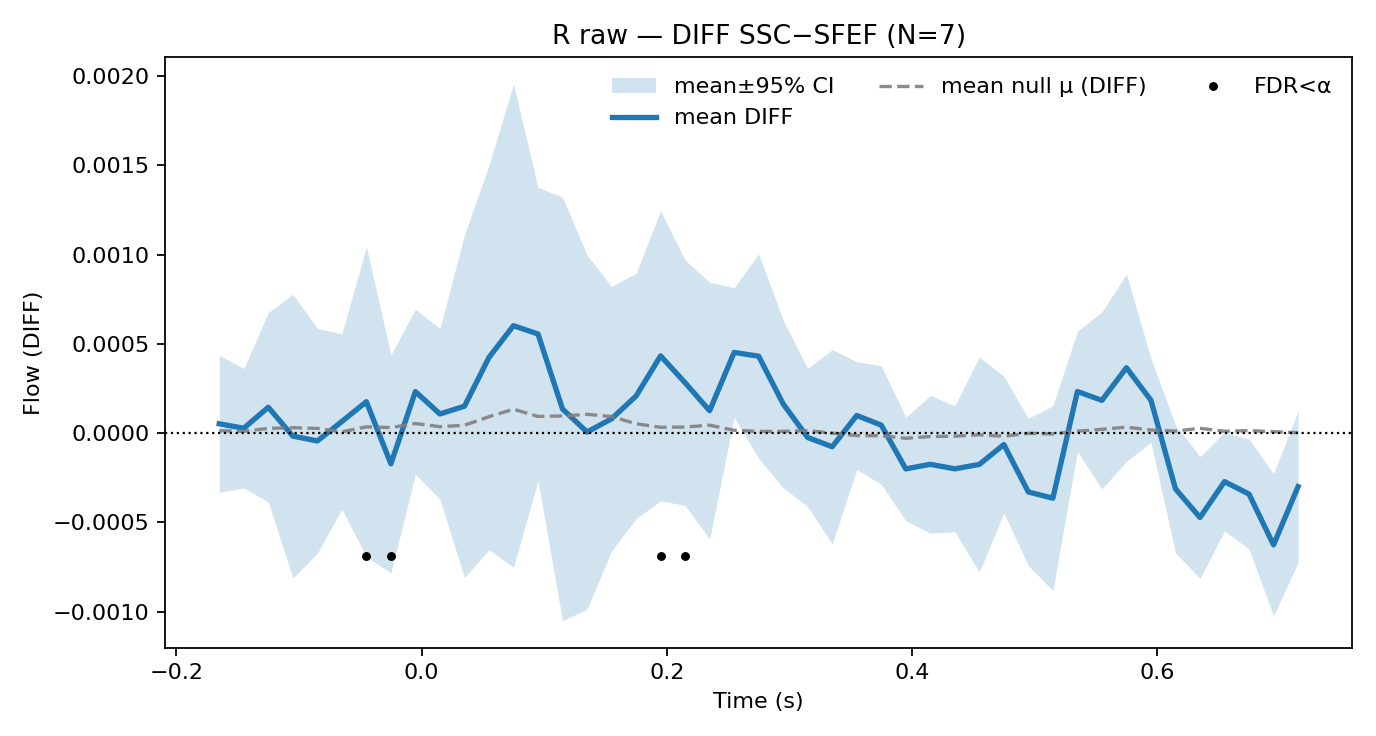 R raw — DIFF SSC−SFEF (N=7)
mean±95% CI
mean DIFF
mean null μ (DIFF)
FDR<α
Flow (DIFF)
0.0020
0.0015
0.0010
0.0005
0.0000
−0.0005
−0.0010
−0.2
0.0
0.2
0.4
0.6
Time (s)